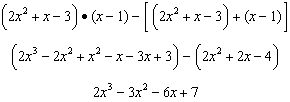 (2x² + x − 3) • (x − 1) − [ (2x² + x − 3) + (x − 1) ]
(2x³ − 2x² + x² − x − 3x + 3) − (2x² + 2x − 4)
2x³ − 3x² − 6x + 7